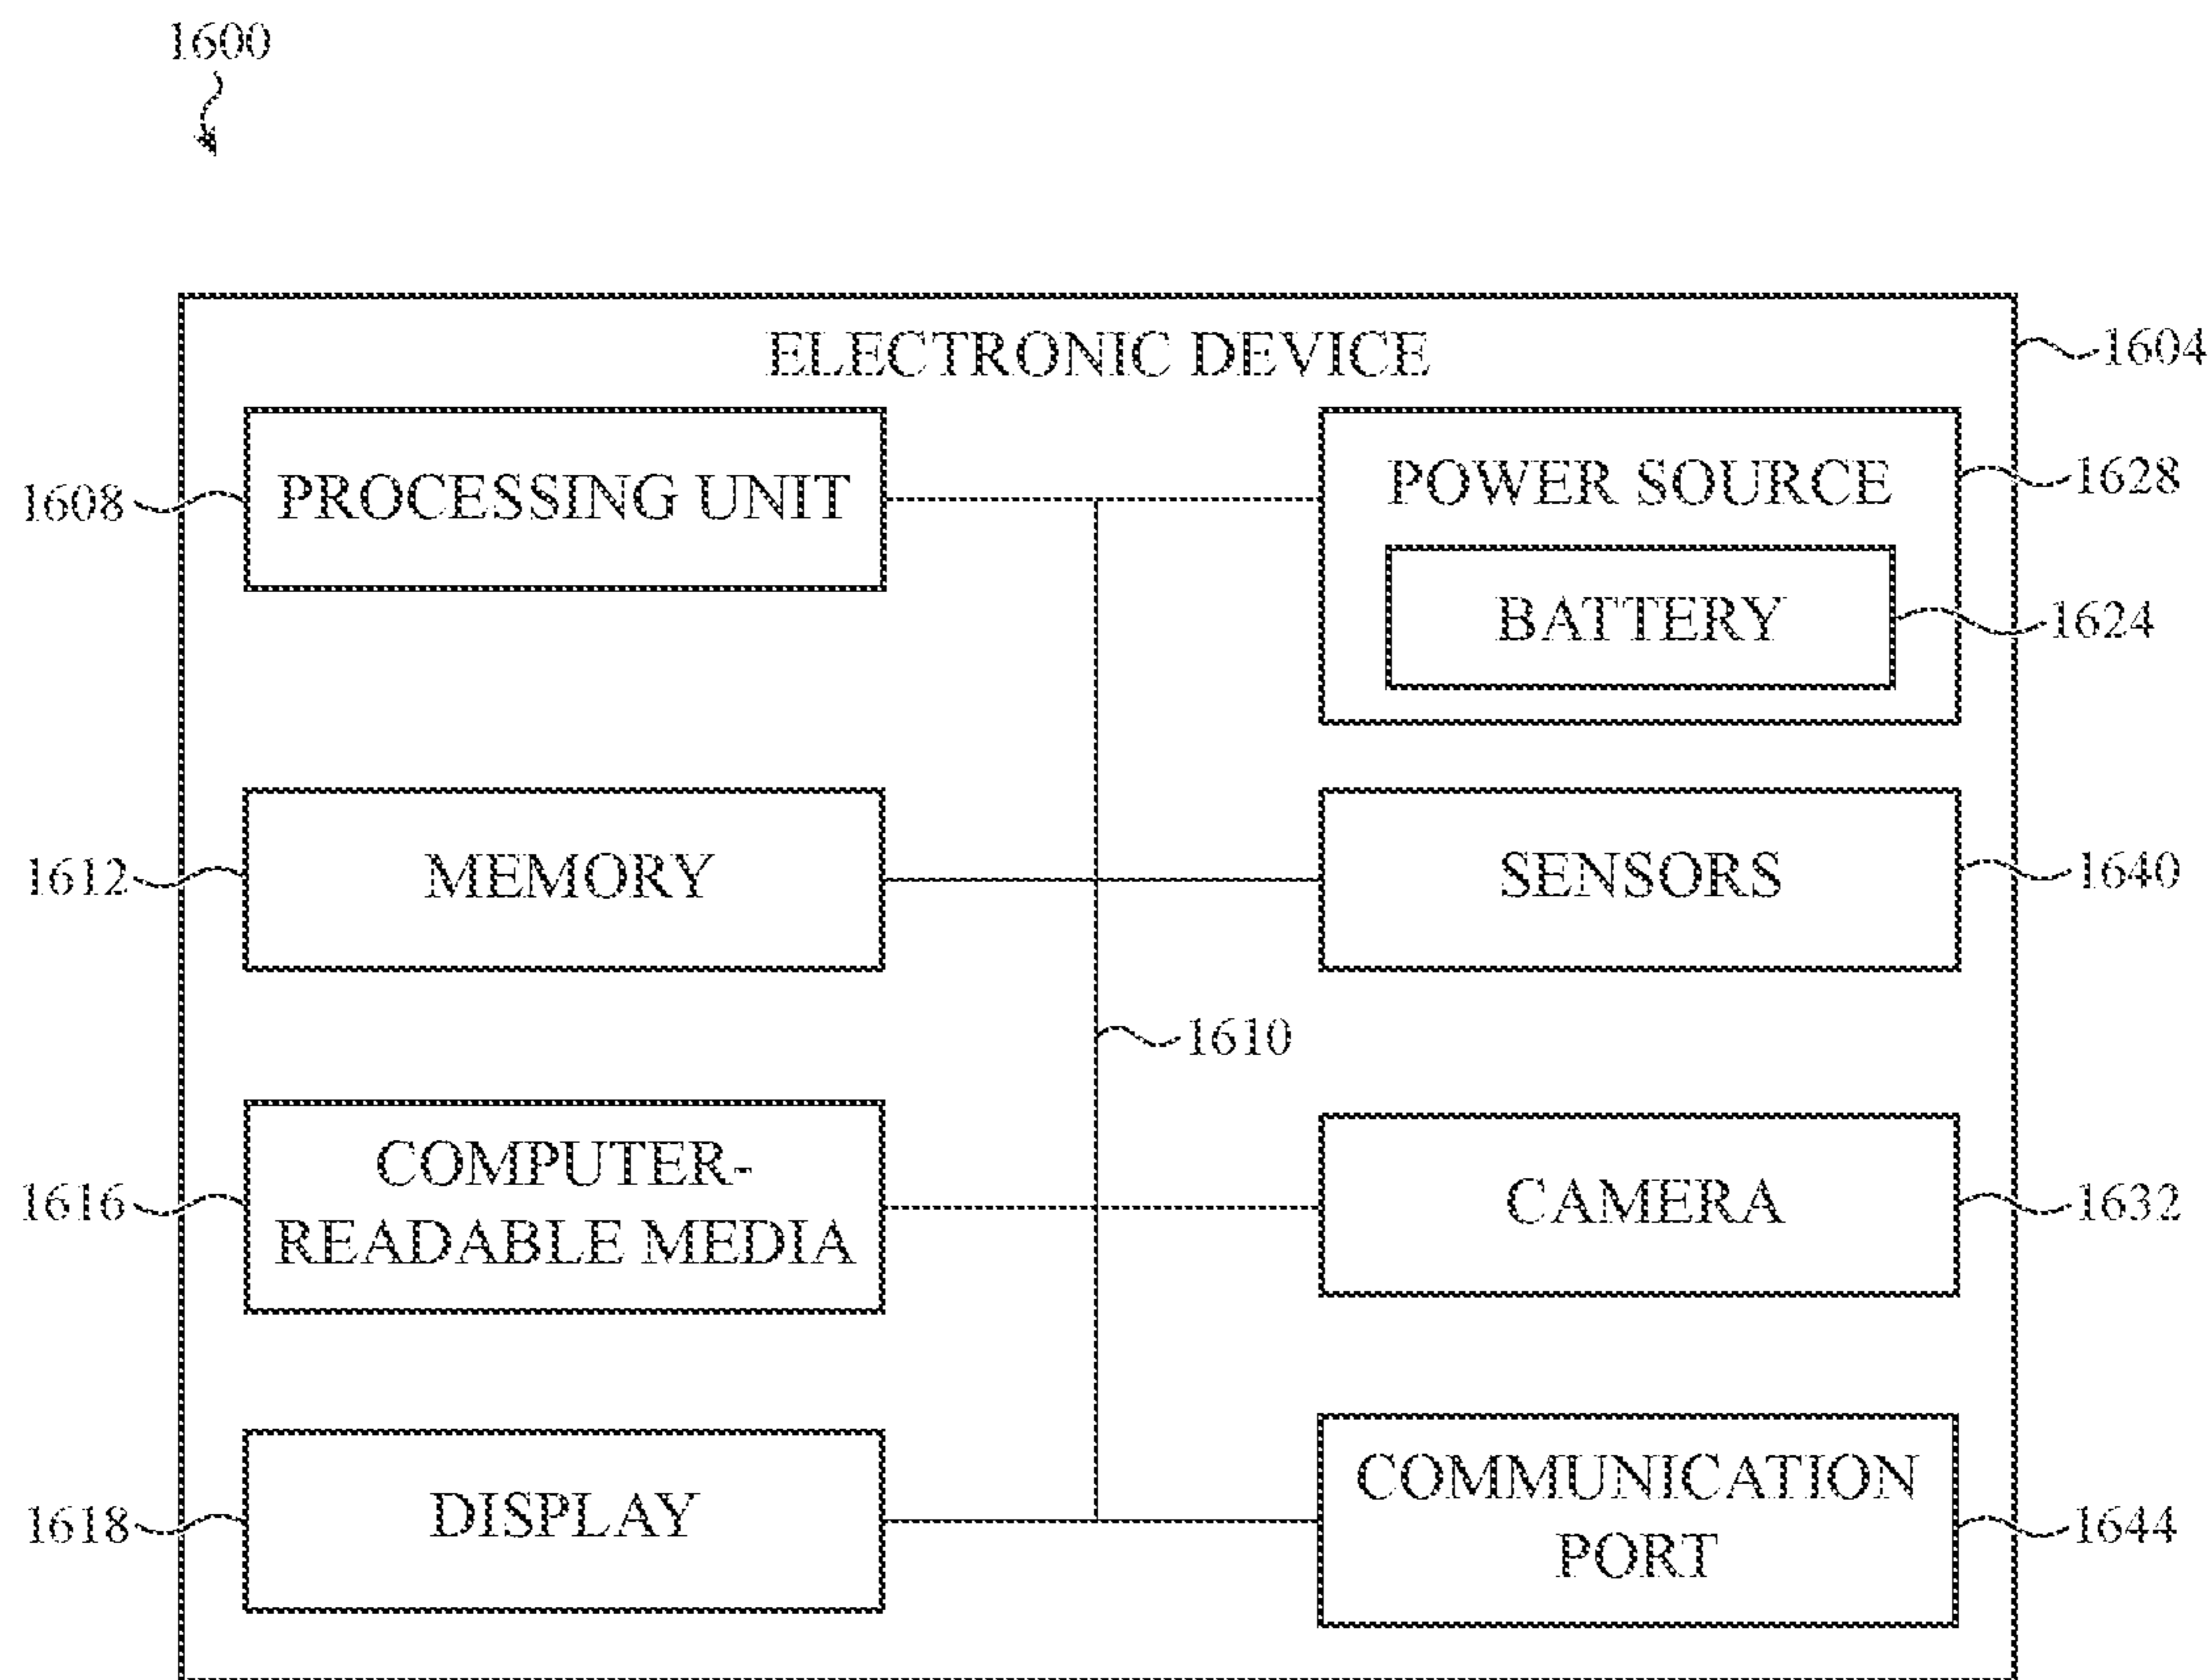 1600
ELECTRONIC DEVICE
1604
PROCESSING UNIT
1608
POWER SOURCE
1628
BATTERY
1624
MEMORY
1612
SENSORS
1640
1610
COMPUTER-
READABLE MEDIA
1616
CAMERA
1632
DISPLAY
1618
COMMUNICATION
PORT
1644